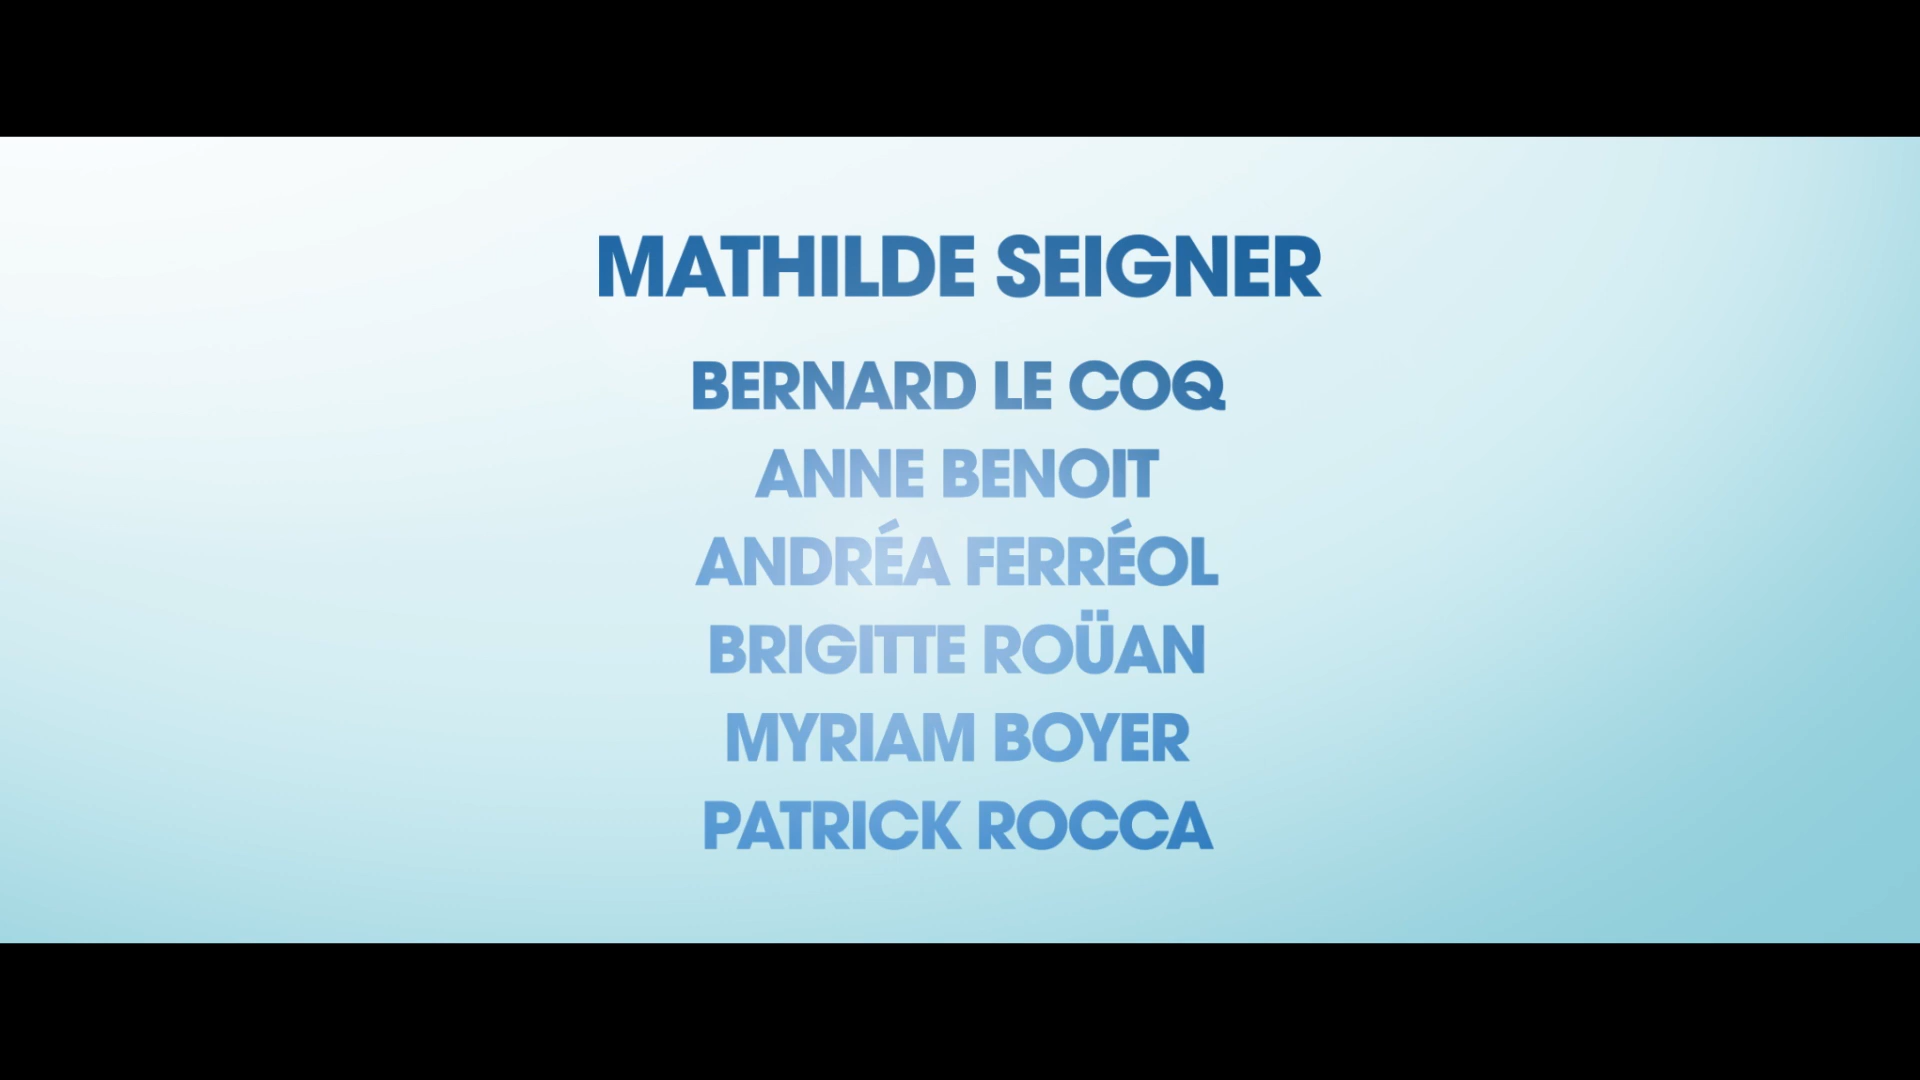 MATHILDE SEIGNER
BERNARD LE COQ
ANNE BENOIT
ANDRÉA FERRÉOL
BRIGITTE ROÜAN
MYRIAM BOYER
PATRICK ROCCA